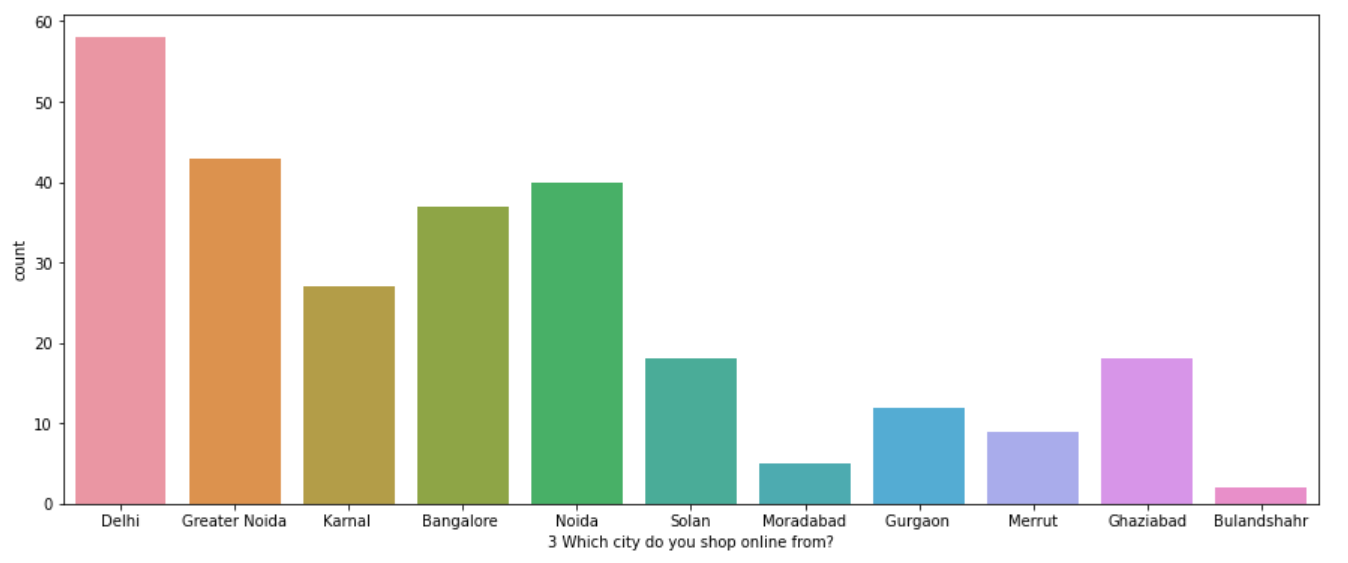 60
50
40
30
20
10
0
count
Delhi Greater Noida Karnal Bangalore Noida Solan Moradabad Gurgaon Merrut Ghaziabad Bulandshahr
3 Which city do you shop online from?